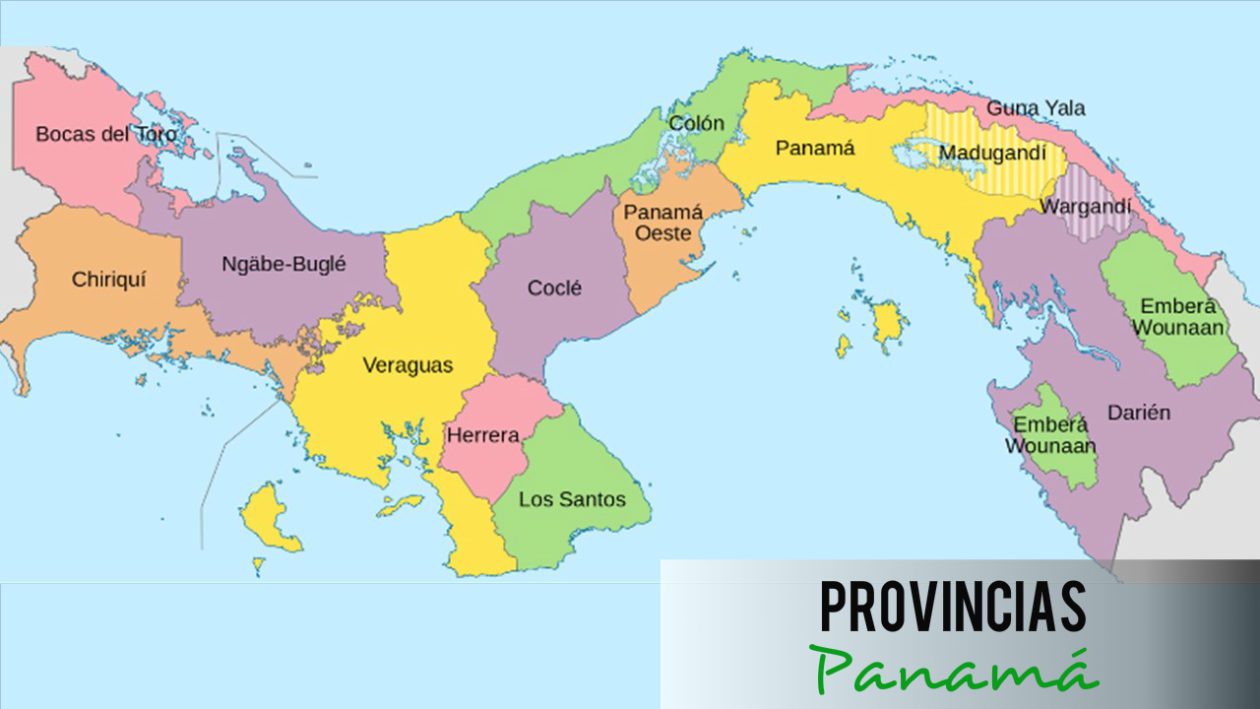 Bocas del Toro
Colón
Guna Yala
Panamá
Madugandí
Wargandí
Panamá
Oeste
Chiriquí
Ngäbe-Buglé
Coclé
Emberá
Wounaan
Veraguas
Herrera
Los Santos
Emberá
Wounaan
Darién
PROVINCIAS
Panamá